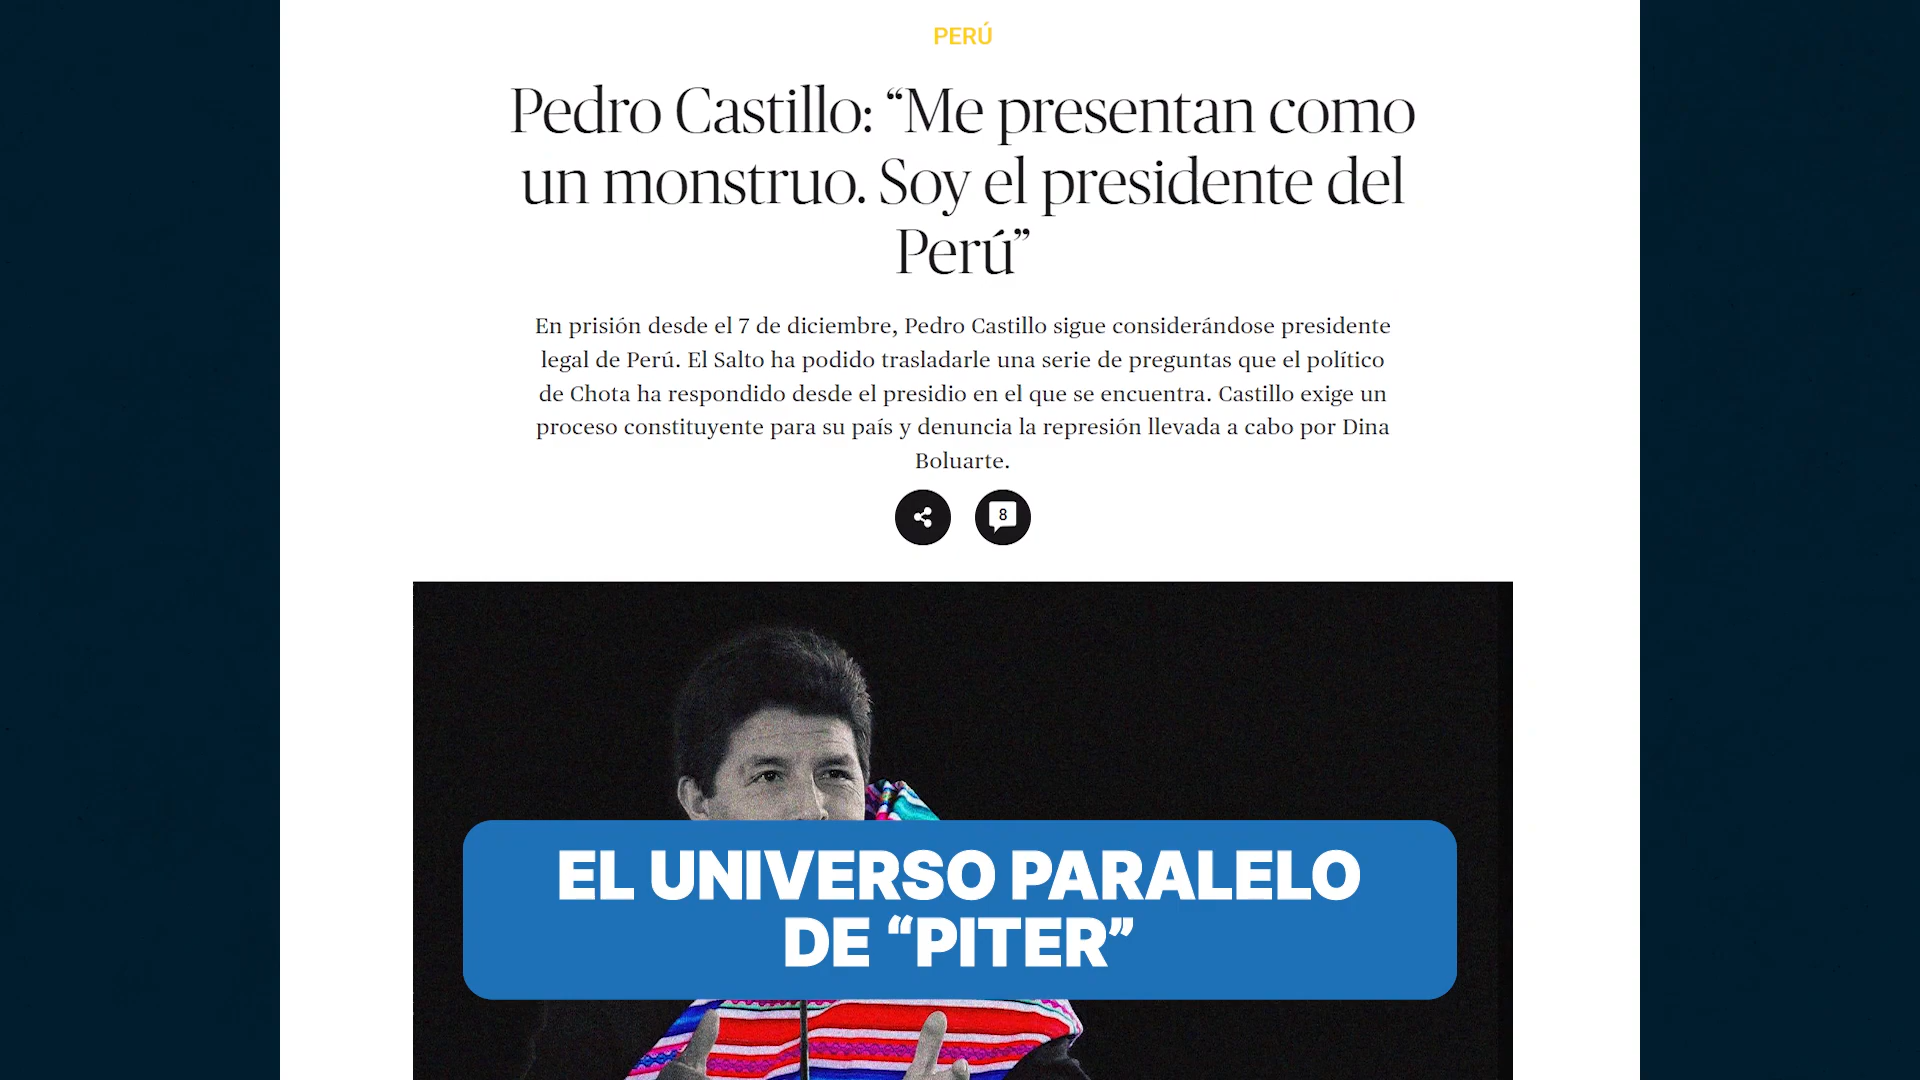 PERÚ
Pedro Castillo: “Me presentan como
un monstruo. Soy el presidente del
Perú”
En prisión desde el 7 de diciembre, Pedro Castillo sigue considerándose presidente
legal de Perú. El Salto ha podido trasladarle una serie de preguntas que el político
de Chota ha respondido desde el presidio en el que se encuentra. Castillo exige un
proceso constituyente para su país y denuncia la represión llevada a cabo por Dina
Boluarte.
8
EL UNIVERSO PARALELO
DE “PITER”